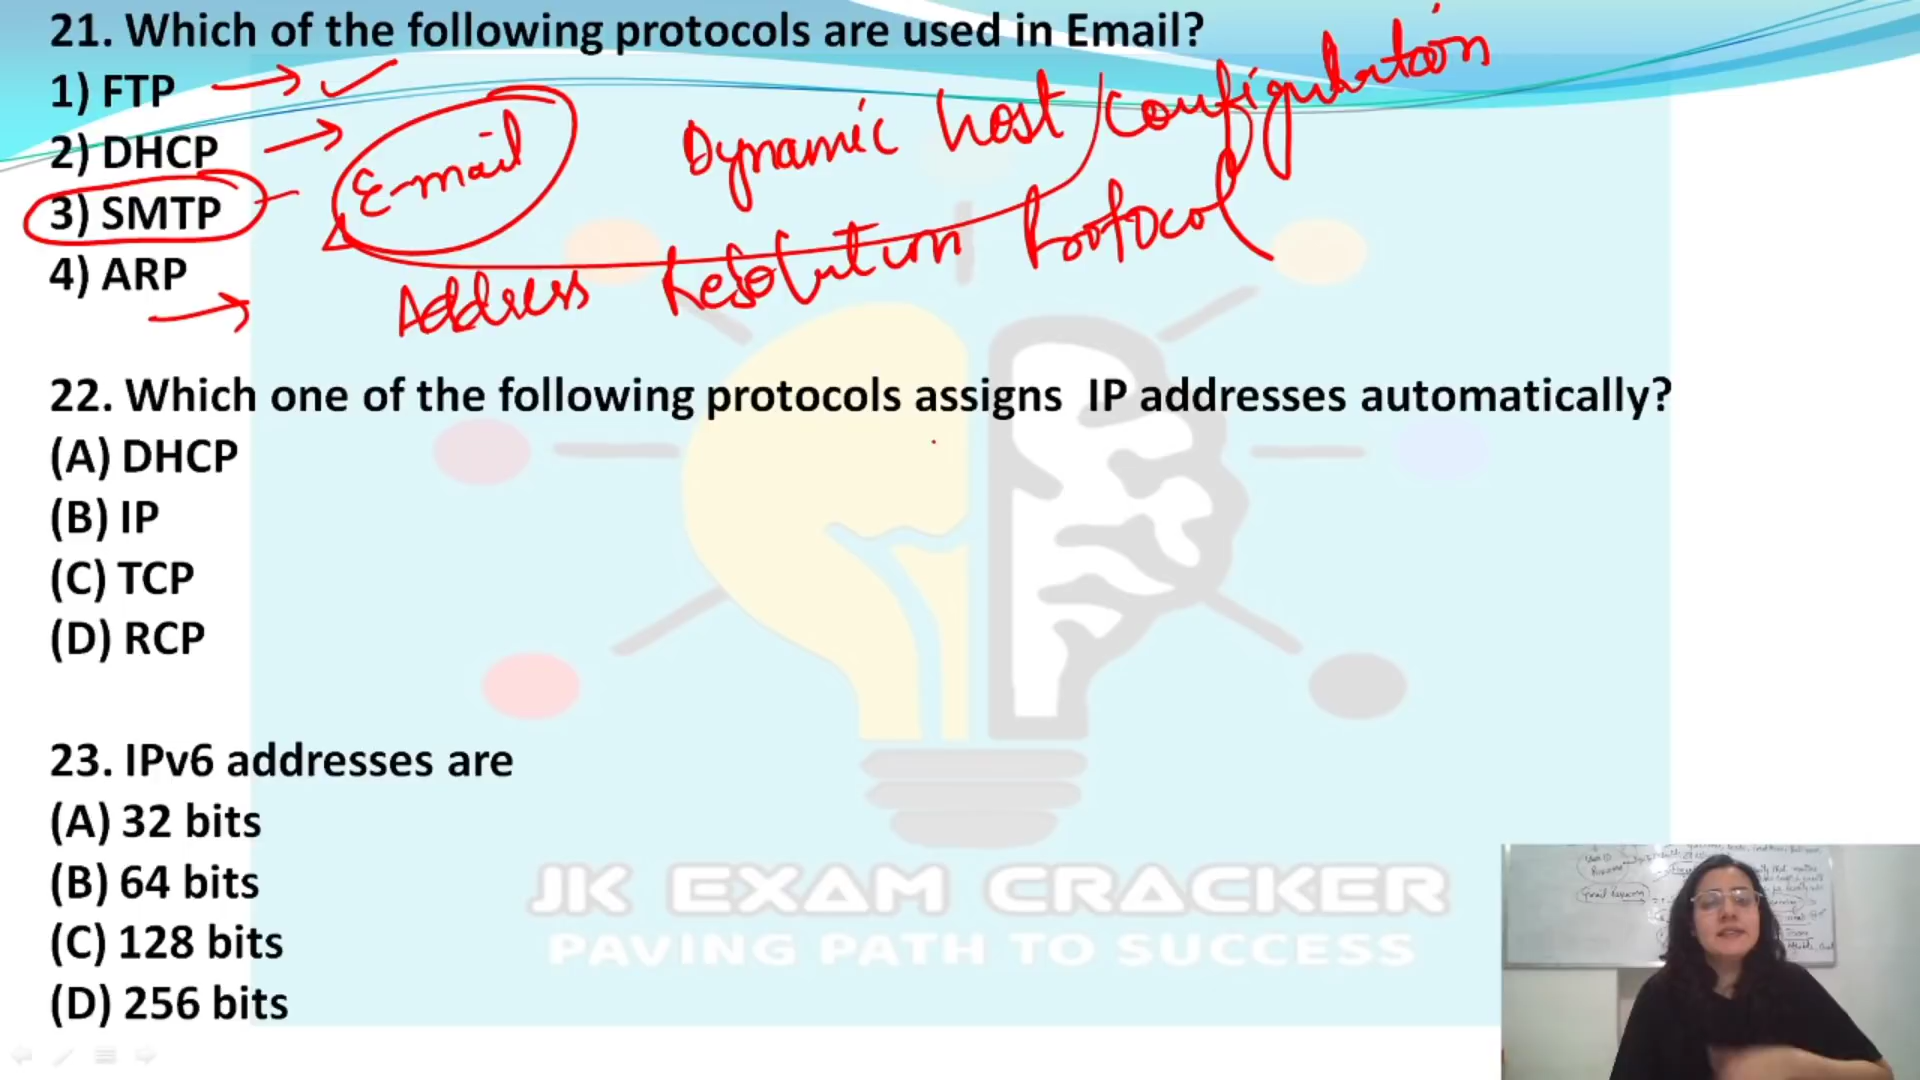 21. Which of the following protocols are used in Email?
1) FTP
2) DHCP
3) SMTP
4) ARP
E-mail
Dynamic host configuration
Protocol
Address Resolution
22. Which one of the following protocols assigns IP addresses automatically?
(A) DHCP
(B) IP
(C) TCP
(D) RCP
23. IPv6 addresses are
(A) 32 bits
(B) 64 bits
(C) 128 bits
(D) 256 bits
JK EXAM CRACKER
PAVING PATH TO SUCCESS